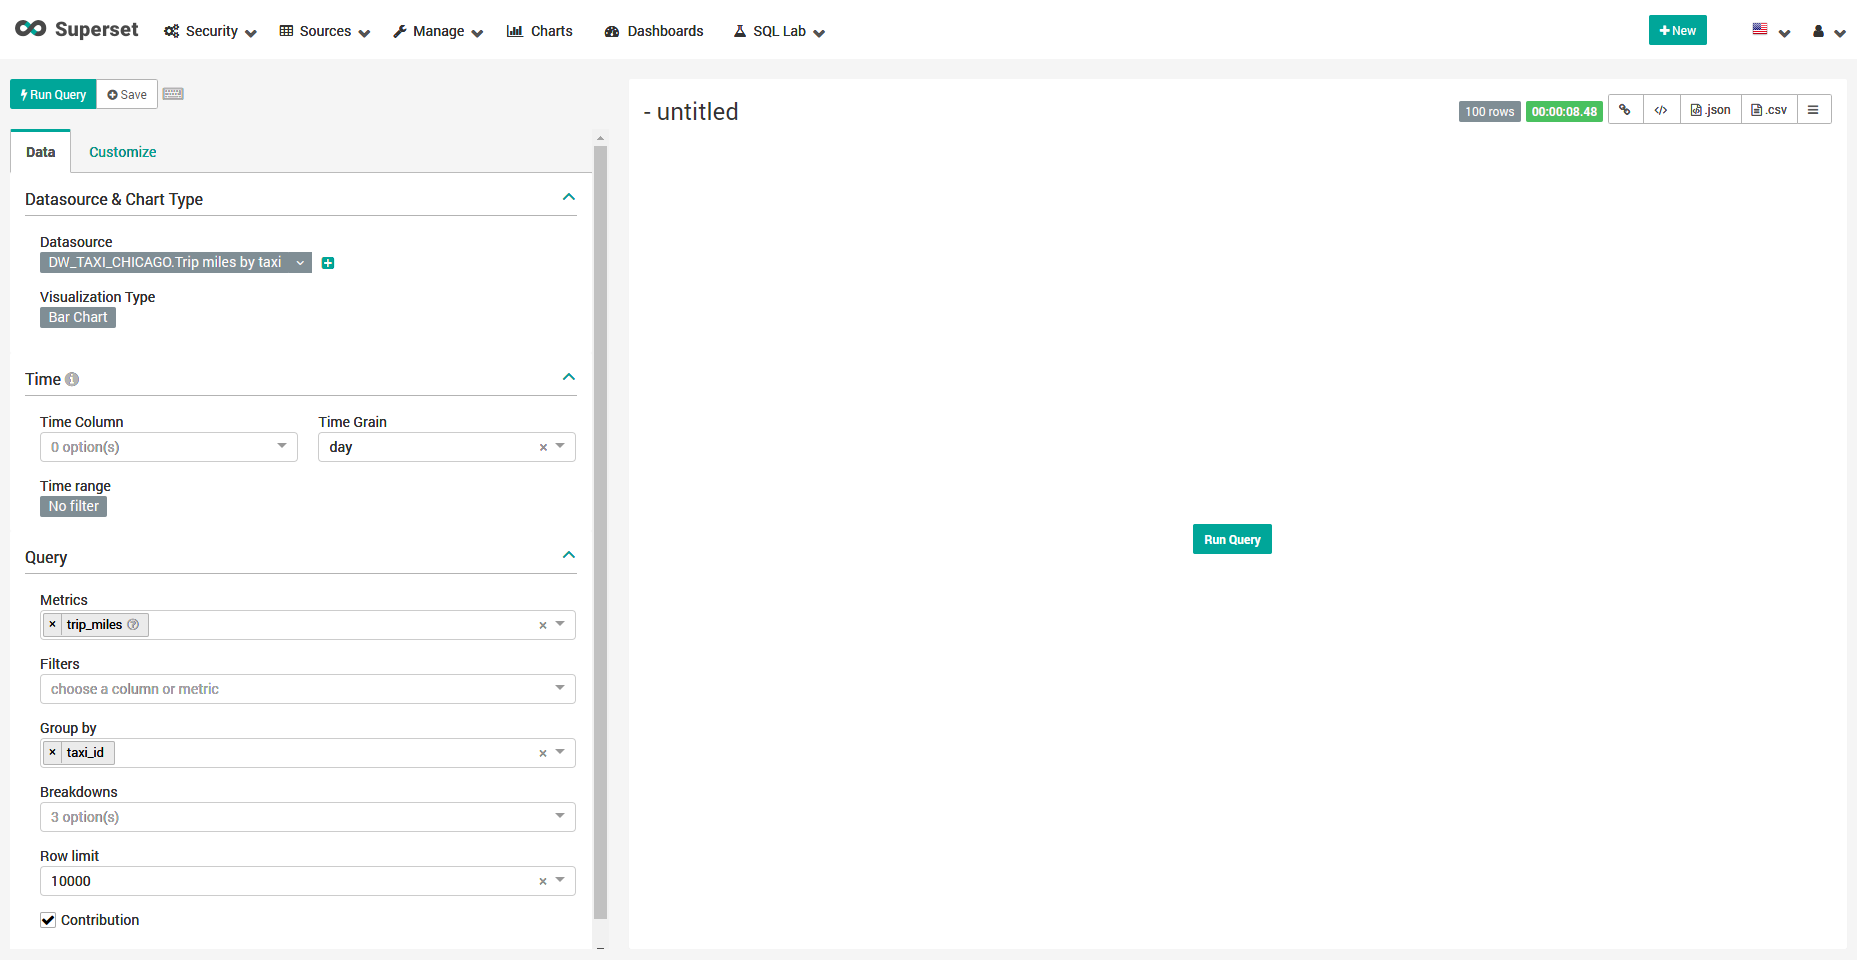 Superset Security Sources Manage Charts Dashboards SQL Lab New
Run Query Save
Data Customize
Datasource & Chart Type
Datasource
DW_TAXI_CHICAGO.Trip miles by taxi
Visualization Type
Bar Chart
Time
Time Column Time Grain
0 option(s) day
Time range
No filter
Query
Metrics
× trip_miles
Filters
choose a column or metric
Group by
× taxi_id
Breakdowns
3 option(s)
Row limit
10000
Contribution
- untitled
100 rows 00:00:08.48 .json .csv
Run Query